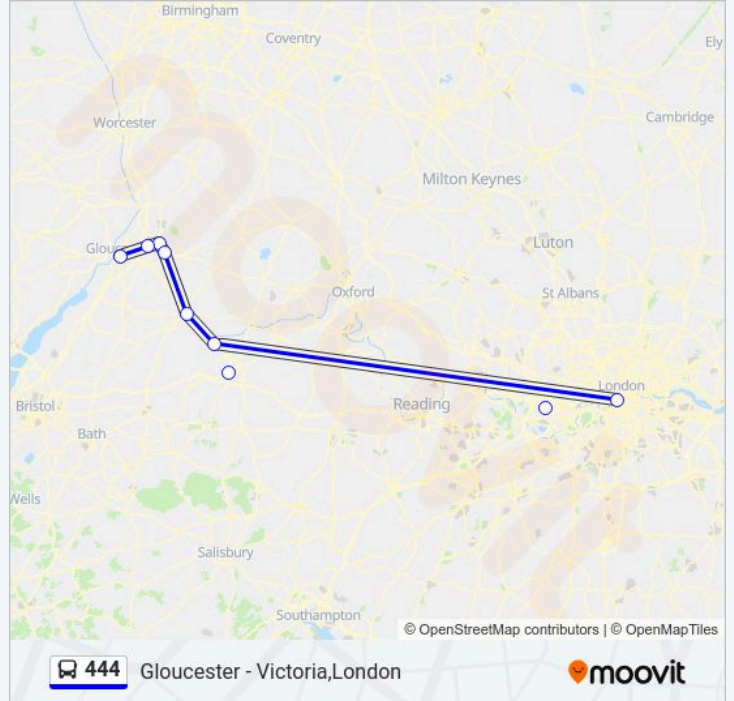 Birmingham
Coventry
Ely
Worcester
Cambridge
Milton Keynes
Glouc
Luton
Oxford
St Albans
London
Bristol
Reading
Bath
Wells
Salisbury
Southampton
© OpenStreetMap contributors | © OpenMapTiles
444 Gloucester - Victoria,London
moovit
moovit